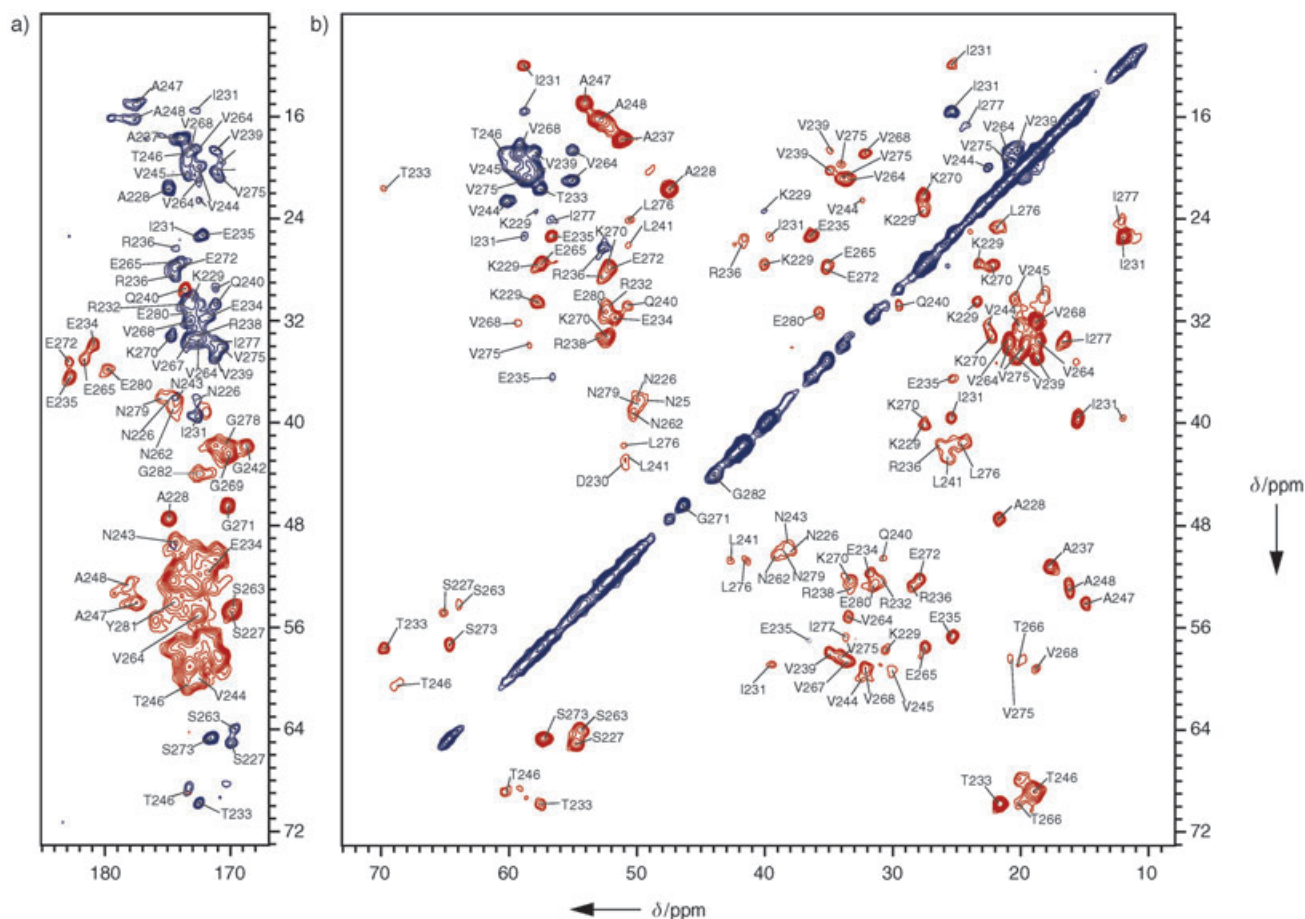 a)
b)
A247
I231
A248
V264
V268
A237
V239
T246
V245
V275
A228
V264
V244
I231
E235
R236
E265
E272
R236
K229
Q240
Q240
R232
E234
E280
E234
V268
R238
K270
I277
E272
V275
V267
V264
V239
E265
E280
N243
N226
E235
N279
N226
I231
N262
G278
G282
G242
G269
A228
G271
N243
E234
A248
S263
A247
Y281
S227
V264
T246
V244
S263
S273
S227
T246
T233
180
170
16
24
32
40
48
56
64
72
I231
I231
A247
I231
V268
A248
I277
T246
A237
V264
V239
V239
V275
V268
V245
V239
V264
V239
V275
V275
T233
V275
T233
A228
V264
K270
V244
V244
K229
I277
L276
K229
V244
K229
L276
I277
I231
E235
K270
L241
I231
E235
K229
E265
E272
R236
E265
K229
I231
R236
E272
K270
V245
K229
E280
R232
Q240
E280
Q240
K229
V244
V268
V268
K270
E234
I277
V275
R238
K270
V264
V275
V239
V264
E235
E235
N243
N226
N279
N25
K270
I231
I231
N262
K229
L276
R236
L276
L241
L241
D230
G282
G271
A228
N243
L241
N226
Q240
A237
E234
E272
K270
L276
N262
N279
A248
R238
R232
R236
A247
E280
S227
S263
V264
E235
T233
S273
I277
K229
T266
E235
V275
V268
V239
E265
T246
I231
V267
V244
V268
V245
V275
S273
S263
S227
T246
T233
T246
T233
T266
70
60
50
40
30
20
10
16
24
32
40
48
56
64
72
δ/ppm
δ/ppm